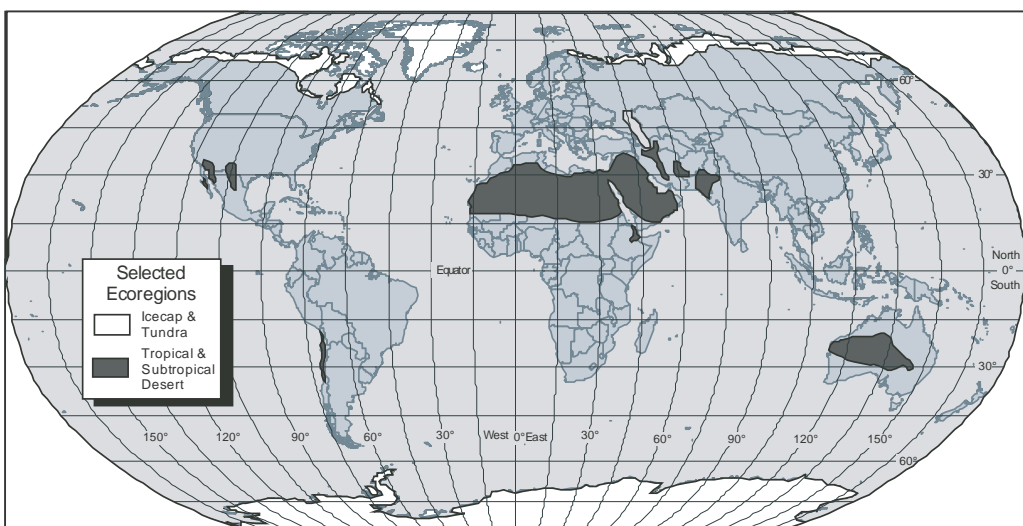 60°
30°
North
Equator
0°
South
Selected
Ecoregions
Icecap &
Tundra
Tropical &
Subtropical
Desert
30°
150°
120°
90°
60°
30°
West 0° East
30°
60°
90°
120°
150°
60°